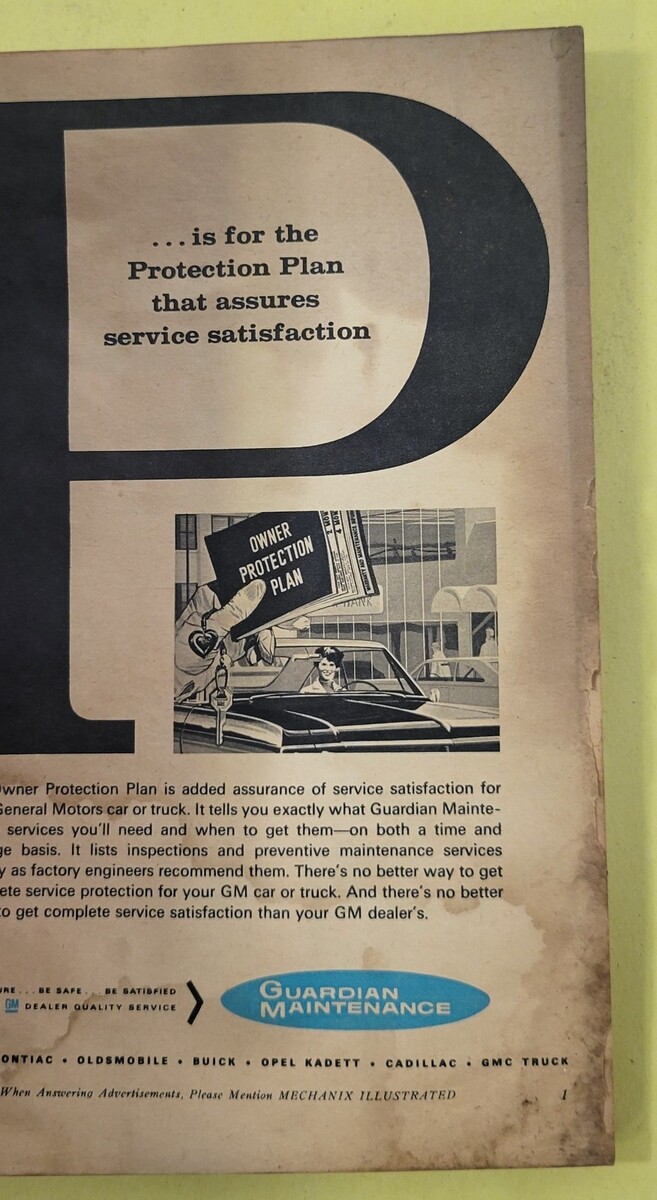 P
...is for the
Protection Plan
that assures
service satisfaction
OWNER
PROTECTION
PLAN
BANK
wner Protection Plan is added assurance of service satisfaction for
General Motors car or truck. It tells you exactly what Guardian Mainte-
services you'll need and when to get them—on both a time and
ge basis. It lists inspections and preventive maintenance services
y as factory engineers recommend them. There's no better way to get
ete service protection for your GM car or truck. And there's no better
to get complete service satisfaction than your GM dealer's.
URE... BE SAFE... BE SATISFIED
GM DEALER QUALITY SERVICE
GUARDIAN
MAINTENANCE
ONTIAC • OLDSMOBILE • BUICK • OPEL KADETT • CADILLAC • GMC TRUCK
When Answering Advertisements, Please Mention MECHANIX ILLUSTRATED 1